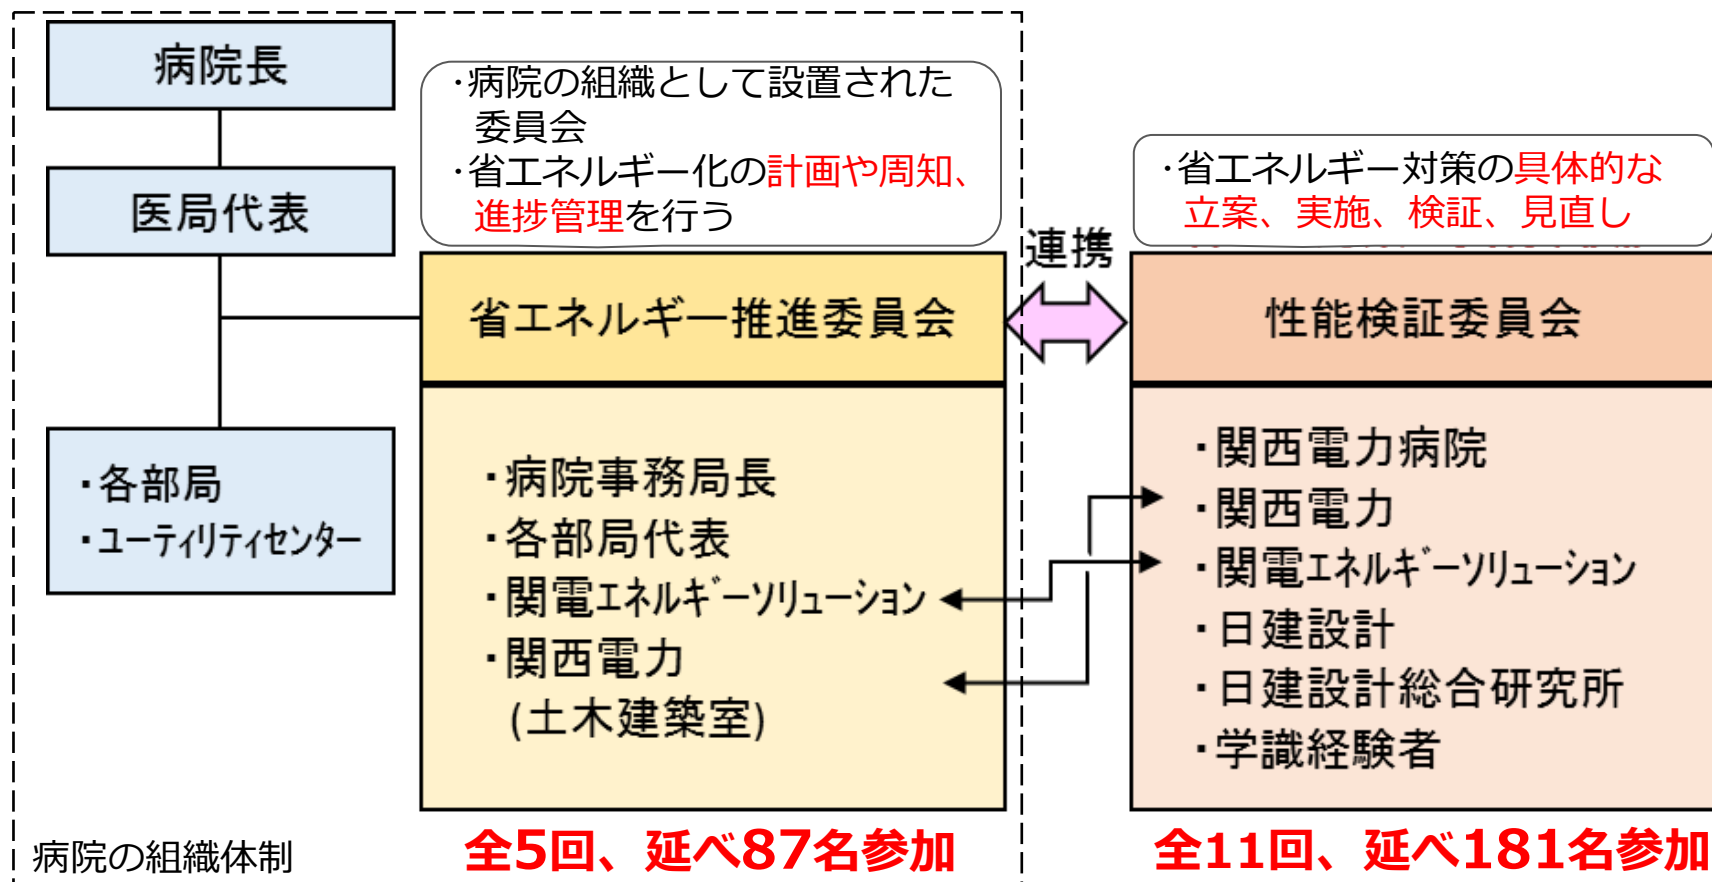 病院長
医局代表
・各部局
・ユーティリティセンター
・病院の組織として設置された
委員会
・省エネルギー化の計画や周知、
進捗管理を行う
省エネルギー推進委員会
・病院事務局長
・各部局代表
・関電エネルギーソリューション
・関西電力
(土木建築室)
全5回、延べ87名参加
病院の組織体制
連携
・省エネルギー対策の具体的な
立案、実施、検証、見直し
性能検証委員会
・関西電力病院
・関西電力
・関電エネルギーソリューション
・日建設計
・日建設計総合研究所
・学識経験者
全11回、延べ181名参加